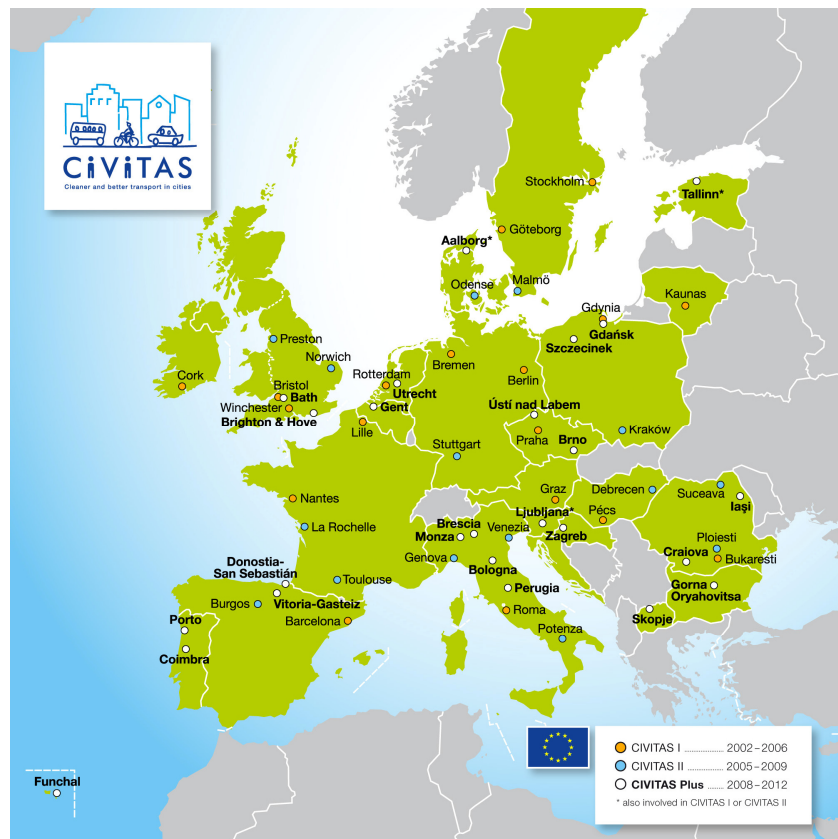 CiViTAS
Cleaner and better transport in cities
Stockholm
Tallinn*
Göteborg
Aalborg*
Odense
Malmö
Kaunas
Gdynia
Gdańsk
Szczecinek
Preston
Norwich
Cork
Bristol
Bath
Winchester
Brighton & Hove
Rotterdam
Utrecht
Gent
Lille
Bremen
Berlin
Ústí nad Labem
Praha
Brno
Kraków
Stuttgart
Nantes
La Rochelle
Graz
Ljubljana*
Zagreb
Debrecen
Pécs
Suceava
Iaşi
Ploiesti
Bukaresti
Craiova
Gorna
Oryahovitsa
Skopje
Brescia
Monza
Venezia
Genova
Bologna
Perugia
Roma
Potenza
Donostia-
San Sebastián
Toulouse
Vitoria-Gasteiz
Burgos
Barcelona
Porto
Coimbra
Funchal
CIVITAS I ..................... 2002–2006
CIVITAS II .................... 2005–2009
CIVITAS Plus ........ 2008–2012
* also involved in CIVITAS I or CIVITAS II